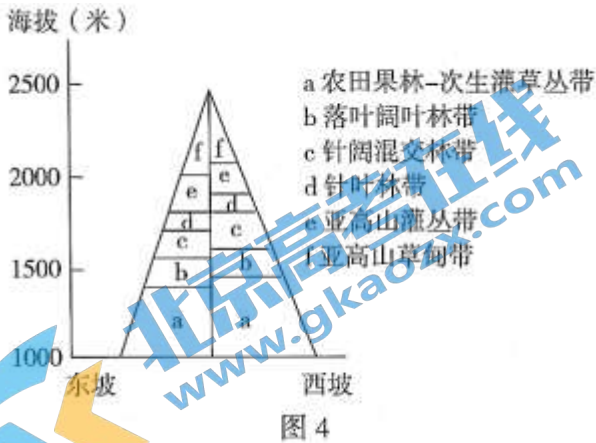 海拔（米）
2500
2000
1500
1000
f f
e e
d d
c c
b b
a a
东坡 西坡
a 农田果林-次生灌草丛带
b 落叶阔叶林带
c 针阔混交林带
d 针叶林带
e 亚高山灌丛带
f 亚高山草甸带
图 4
北京高考在线
www.gkaozx.com